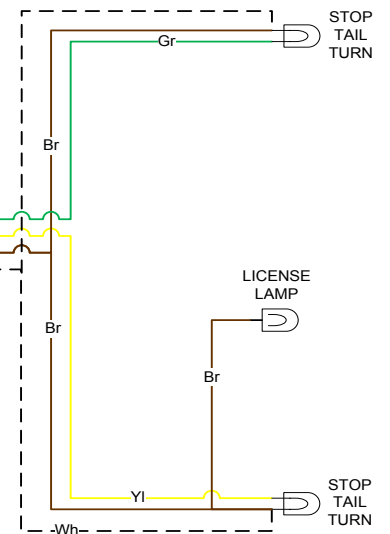 STOP
TAIL
TURN
Gr
Br
LICENSE
LAMP
Br
Br
Yl
STOP
TAIL
TURN
Wh